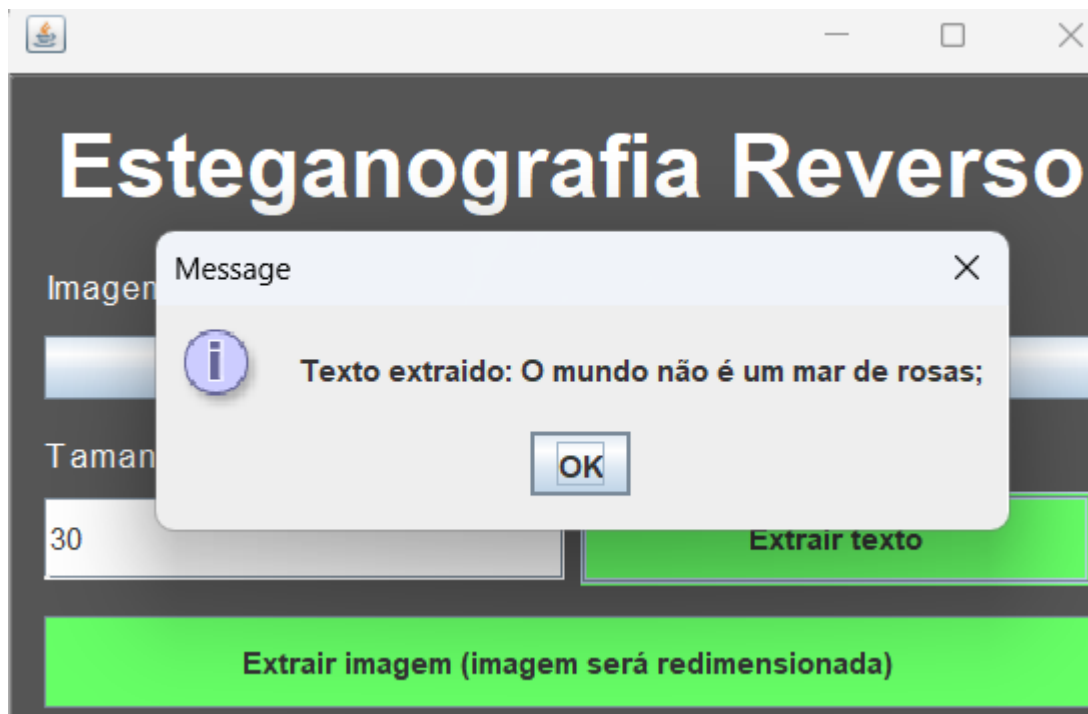 Esteganografia Reverso
Message
Imagem
Texto extraido: O mundo não é um mar de rosas;
OK
Taman
30
Extrair texto
Extrair imagem (imagem será redimensionada)